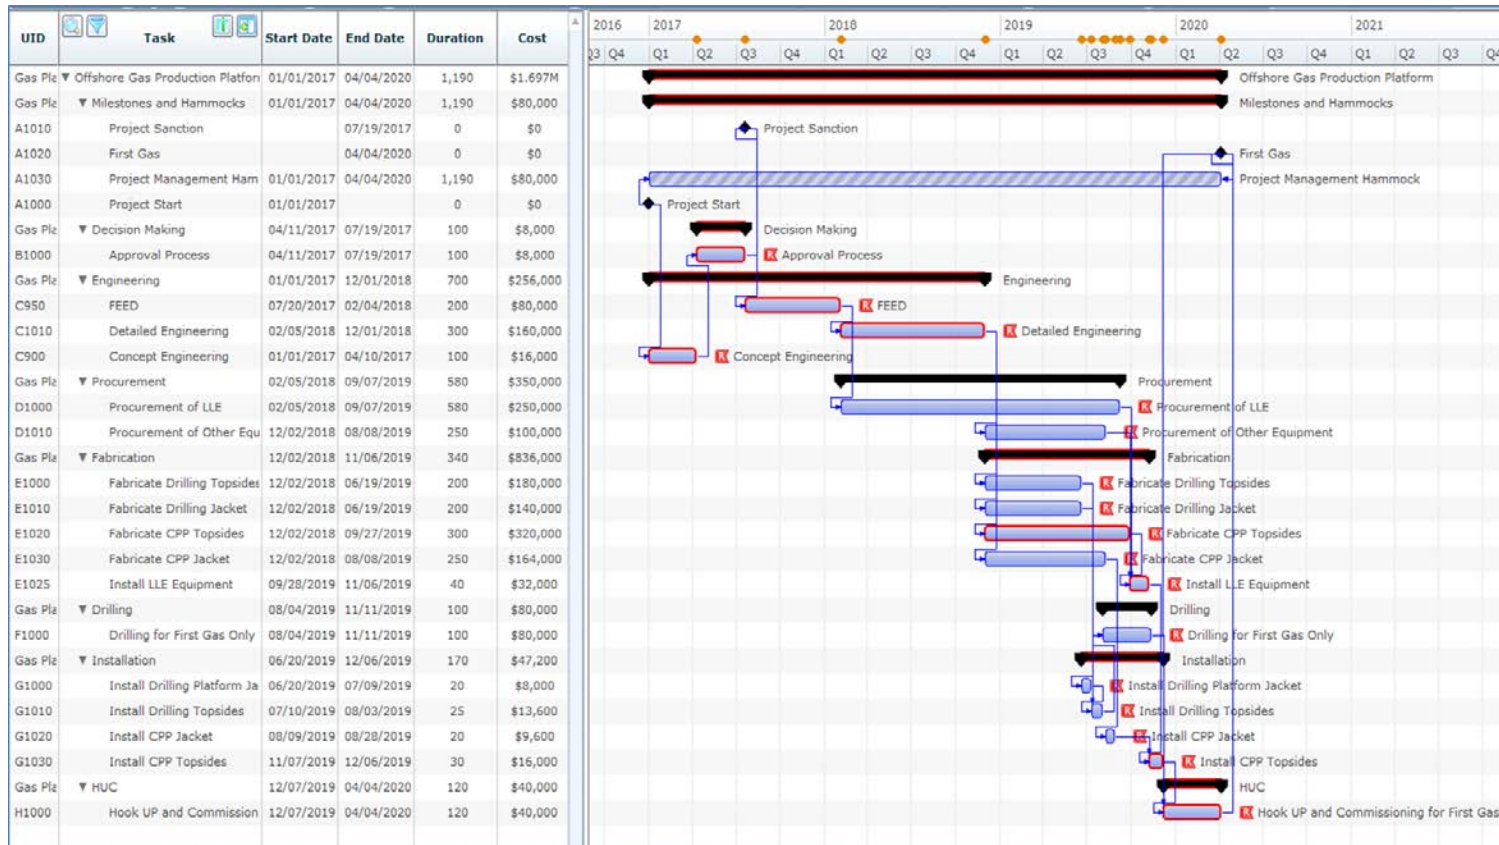 2016 2017 2018 2019 2020 2021
UID Task Start Date End Date Duration Cost
Q3 Q4 Q1 Q2 Q3 Q4 Q1 Q2 Q3 Q4 Q1 Q2 Q3 Q4 Q1 Q2 Q3 Q4 Q1 Q2 Q3 Q4
Gas Pla Offshore Gas Production Platfor 01/01/2017 04/04/2020 1,190 $1.697M Offshore Gas Production Platform
Gas Pla Milestones and Hammocks 01/01/2017 04/04/2020 1,190 $80,000 Milestones and Hammocks
A1010 Project Sanction 07/19/2017 0 $0 Project Sanction
A1020 First Gas 04/04/2020 0 $0 First Gas
A1030 Project Management Ham 01/01/2017 04/04/2020 1,190 $80,000 Project Management Hammock
A1000 Project Start 01/01/2017 0 $0 Project Start
Gas Pla Decision Making 04/11/2017 07/19/2017 100 $8,000 Decision Making
B1000 Approval Process 04/11/2017 07/19/2017 100 $8,000 R Approval Process
Gas Pla Engineering 01/01/2017 12/01/2018 700 $256,000 Engineering
C950 FEED 07/20/2017 02/04/2018 200 $80,000 R FEED
C1010 Detailed Engineering 02/05/2018 12/01/2018 300 $160,000 R Detailed Engineering
C900 Concept Engineering 01/01/2017 04/10/2017 100 $16,000 R Concept Engineering
Gas Pla Procurement 02/05/2018 09/07/2019 580 $350,000 Procurement
D1000 Procurement of LLE 02/05/2018 09/07/2019 580 $250,000 R Procurement of LLE
D1010 Procurement of Other Equ 12/02/2018 08/08/2019 250 $100,000 R Procurement of Other Equipment
Gas Pla Fabrication 12/02/2018 11/06/2019 340 $836,000 Fabrication
E1000 Fabricate Drilling Topsides 12/02/2018 06/19/2019 200 $180,000 R Fabricate Drilling Topsides
E1010 Fabricate Drilling Jacket 12/02/2018 06/19/2019 200 $140,000 R Fabricate Drilling Jacket
E1020 Fabricate CPP Topsides 12/02/2018 09/27/2019 300 $320,000 R Fabricate CPP Topsides
E1030 Fabricate CPP Jacket 12/02/2018 08/08/2019 250 $164,000 R Fabricate CPP Jacket
E1025 Install LLE Equipment 09/28/2019 11/06/2019 40 $32,000 R Install LLE Equipment
Gas Pla Drilling 08/04/2019 11/11/2019 100 $80,000 Drilling
F1000 Drilling for First Gas Only 08/04/2019 11/11/2019 100 $80,000 R Drilling for First Gas Only
Gas Pla Installation 06/20/2019 12/06/2019 170 $47,200 Installation
G1000 Install Drilling Platform Ja 06/20/2019 07/09/2019 20 $8,000 R Install Drilling Platform Jacket
G1010 Install Drilling Topsides 07/10/2019 08/03/2019 25 $13,600 R Install Drilling Topsides
G1020 Install CPP Jacket 08/09/2019 08/28/2019 20 $9,600 R Install CPP Jacket
G1030 Install CPP Topsides 11/07/2019 12/06/2019 30 $16,000 R Install CPP Topsides
Gas Pla HUC 12/07/2019 04/04/2020 120 $40,000 HUC
H1000 Hook UP and Commission 12/07/2019 04/04/2020 120 $40,000 R Hook UP and Commissioning for First Gas